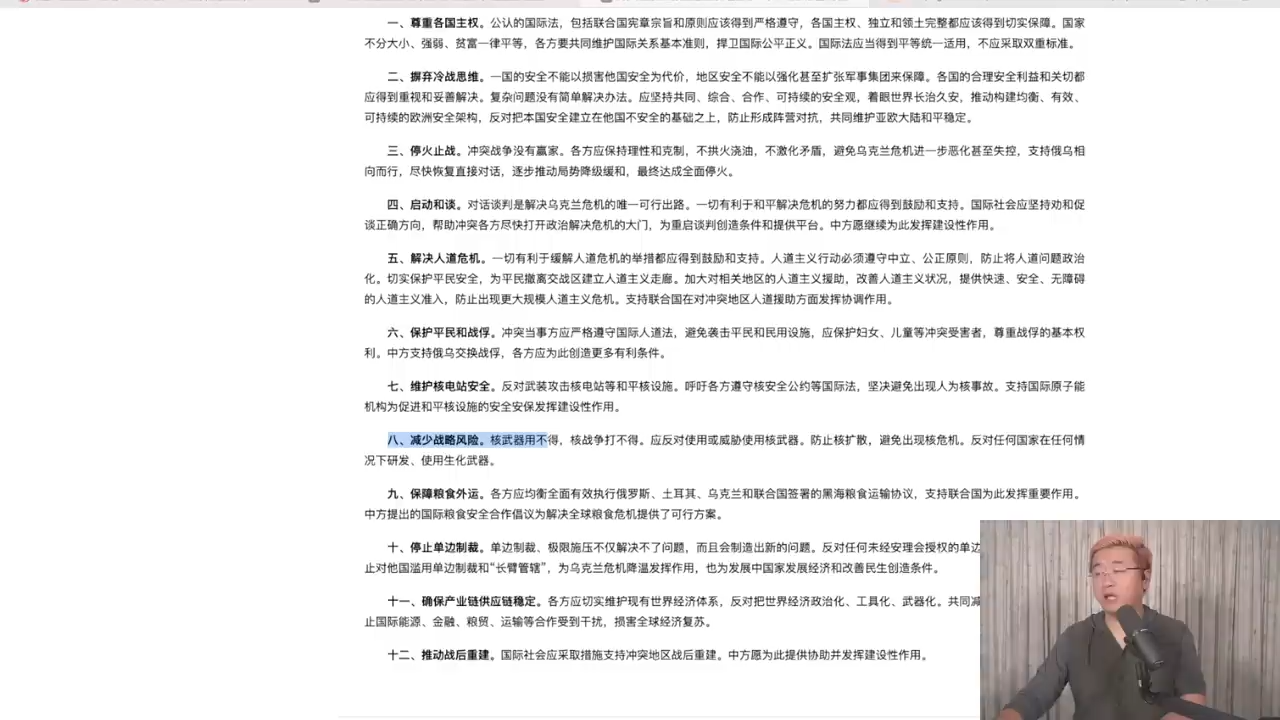 一、尊重各国主权。公认的国际法，包括联合国宪章宗旨和原则应该得到严格遵守，各国主权、独立和领土完整都应该得到切实保障。国家
不分大小、强弱、贫富一律平等，各方要共同维护国际关系基本准则，捍卫国际公平正义。国际法应当得到平等统一适用，不应采取双重标准。
二、摒弃冷战思维。一国的安全不能以损害他国安全为代价，地区安全不能以强化甚至扩张军事集团来保障。各国的合理安全利益和关切都
应得到重视和妥善解决。复杂问题没有简单解决办法。应坚持共同、综合、合作、可持续的安全观，着眼世界长治久安，推动构建均衡、有效、
可持续的欧洲安全架构，反对把本国安全建立在他国不安全的基础之上，防止形成阵营对抗，共同维护亚欧大陆和平稳定。
三、停火止战。冲突战争没有赢家。各方应保持理性和克制，不拱火浇油，不激化矛盾，避免乌克兰危机进一步恶化甚至失控，支持俄乌相
向而行，尽快恢复直接对话，逐步推动局势降级缓和，最终达成全面停火。
四、启动和谈。对话谈判是解决乌克兰危机的唯一可行出路。一切有利于和平解决危机的努力都应得到鼓励和支持。国际社会应坚持劝和促
谈正确方向，帮助冲突各方尽快打开政治解决危机的大门，为重启谈判创造条件和提供平台。中方愿继续为此发挥建设性作用。
五、解决人道危机。一切有利于缓解人道危机的举措都应得到鼓励和支持。人道主义行动必须遵守中立、公正原则，防止将人道问题政治
化。切实保护平民安全，为平民撤离交战区建立人道主义走廊。加大对相关地区的人道主义援助，改善人道主义状况，提供快速、安全、无障碍
的人道主义准入，防止出现更大规模人道主义危机。支持联合国在对冲突地区人道援助方面发挥协调作用。
六、保护平民和战俘。冲突当事方应严格遵守国际人道法，避免袭击平民和民用设施，应保护妇女、儿童等冲突受害者，尊重战俘的基本权
利。中方支持俄乌交换战俘，各方应为此创造更多有利条件。
七、维护核电站安全。反对武装攻击核电站等和平核设施。呼吁各方遵守核安全公约等国际法，坚决避免出现人为核事故。支持国际原子能
机构为促进和平核设施的安全安保发挥建设性作用。
八、减少战略风险。核武器用不得，核战争打不得。应反对使用或威胁使用核武器。防止核扩散，避免出现核危机。反对任何国家在任何情
况下研发、使用生化武器。
九、保障粮食外运。各方应均衡全面有效执行俄罗斯、土耳其、乌克兰和联合国签署的黑海粮食运输协议，支持联合国为此发挥重要作用。
中方提出的国际粮食安全合作倡议为解决全球粮食危机提供了可行方案。
十、停止单边制裁。单边制裁、极限施压不仅解决不了问题，而且会制造出新的问题。反对任何未经安理会授权的单边
止对他国滥用单边制裁和“长臂管辖”，为乌克兰危机降温发挥作用，也为发展中国家发展经济和改善民生创造条件。
十一、确保产业链供应链稳定。各方应切实维护现有世界经济体系，反对把世界经济政治化、工具化、武器化。共同减
止国际能源、金融、粮贸、运输等合作受到干扰，损害全球经济复苏。
十二、推动战后重建。国际社会应采取措施支持冲突地区战后重建。中方愿为此提供协助并发挥建设性作用。